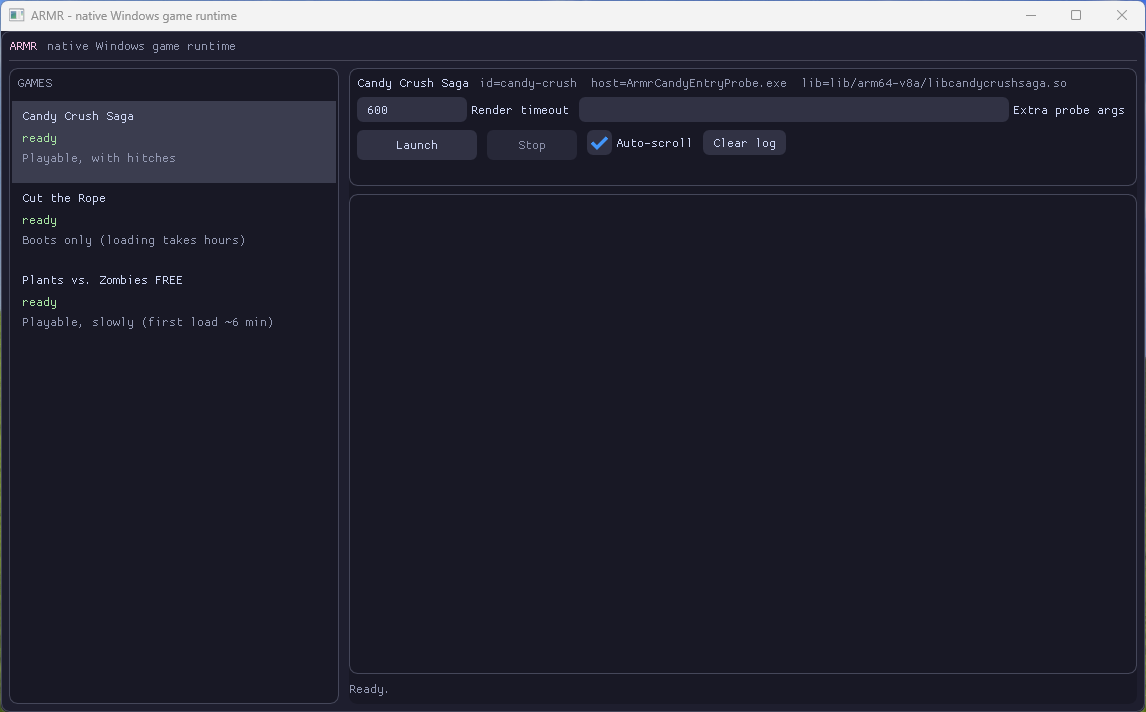 ARMR - native Windows game runtime
ARMR native Windows game runtime
GAMES
Candy Crush Saga
ready
Playable, with hitches
Cut the Rope
ready
Boots only (loading takes hours)
Plants vs. Zombies FREE
ready
Playable, slowly (first load ~6 min)
Candy Crush Saga id=candy-crush host=ArmrCandyEntryProbe.exe lib=lib/arm64-v8a/libcandycrushsaga.so
600 Render timeout Extra probe args
Launch Stop Auto-scroll Clear log
Ready.